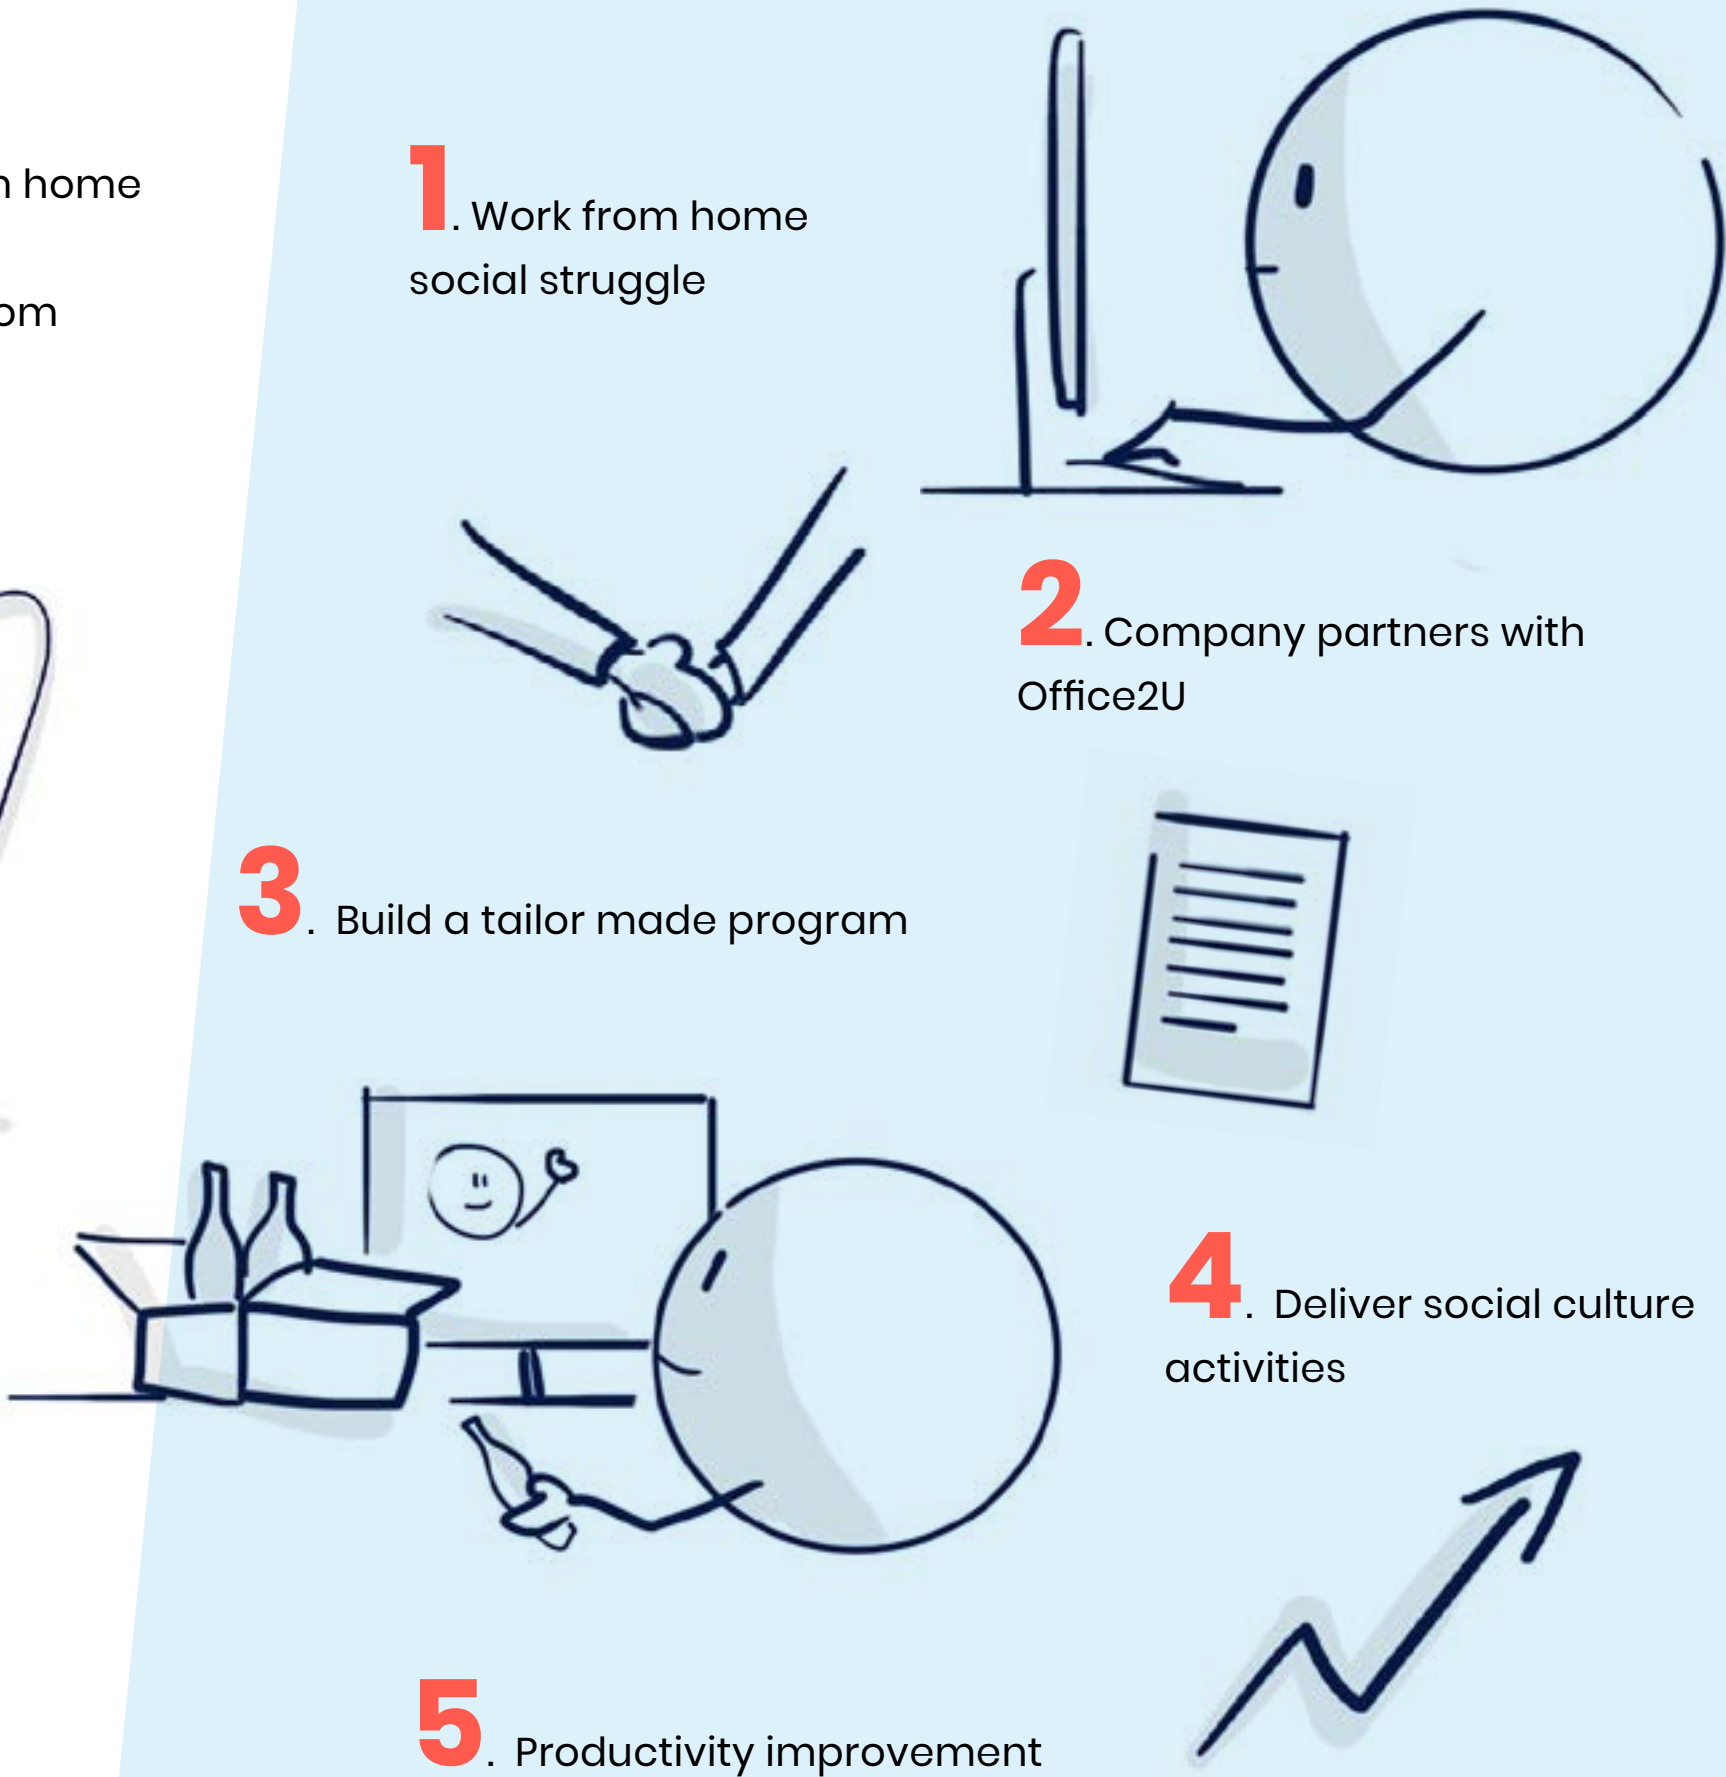 home
1. Work from home
social struggle
2. Company partners with
Office2U
3. Build a tailor made program
4. Deliver social culture
activities
5. Productivity improvement